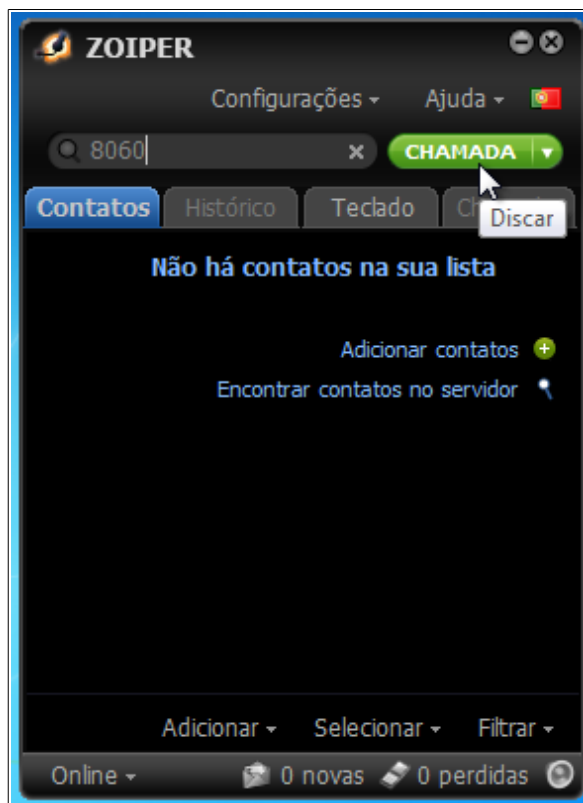 ZOIPER
Configurações Ajuda
8060 CHAMADA
Contatos Histórico Teclado
Discar
Não há contatos na sua lista
Adicionar contatos
Encontrar contatos no servidor
Adicionar Selecionar Filtrar
Online 0 novas 0 perdidas